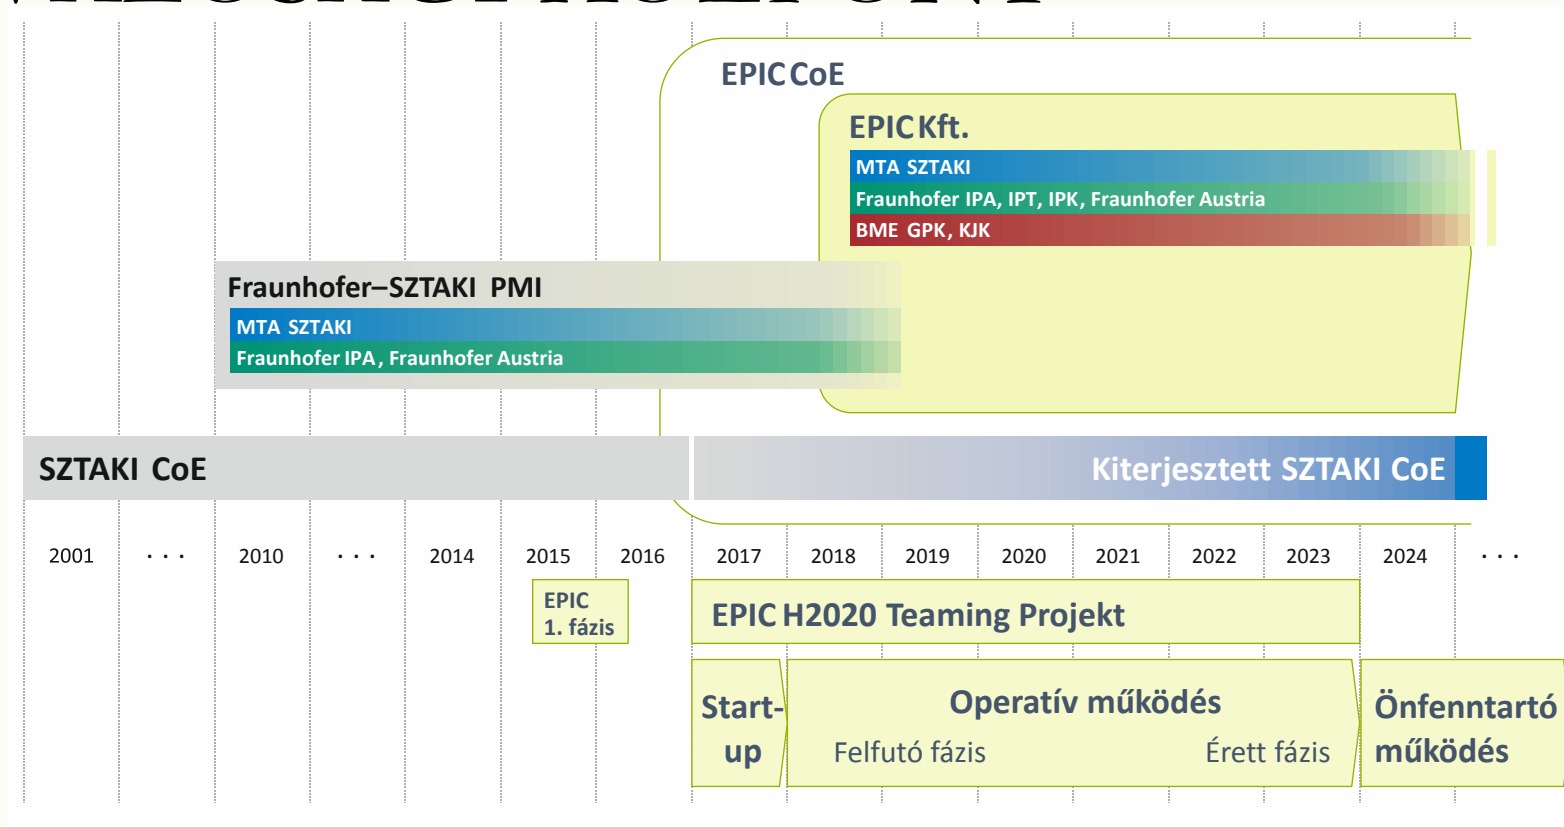 EPIC CoE
EPIC Kft.
MTA SZTAKI
Fraunhofer IPA, IPT, IPK, Fraunhofer Austria
BME GPK, KJK
Fraunhofer–SZTAKI PMI
MTA SZTAKI
Fraunhofer IPA, Fraunhofer Austria
SZTAKI CoE
Kiterjesztett SZTAKI CoE
2001 . . . 2010 . . . 2014 2015 2016 2017 2018 2019 2020 2021 2022 2023 2024 . . .
EPIC
1. fázis
EPIC H2020 Teaming Projekt
Start-
up
Operatív működés
Felfutó fázis
Érett fázis
Önfenntartó
működés